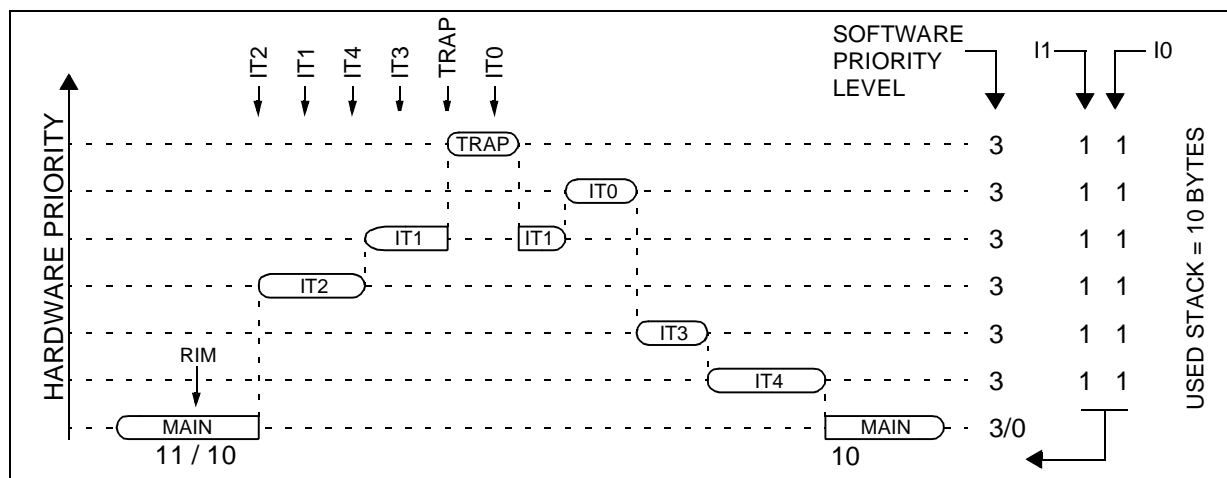 IT2
IT1
IT4
IT3
TRAP
IT0
SOFTWARE
PRIORITY
LEVEL
I1
I0
HARDWARE PRIORITY
TRAP
3
1 1
IT0
3
1 1
IT1
IT1
3
1 1
IT2
3
1 1
IT3
3
1 1
RIM
IT4
3
1 1
MAIN
MAIN
3/0
11 / 10
10
USED STACK = 10 BYTES